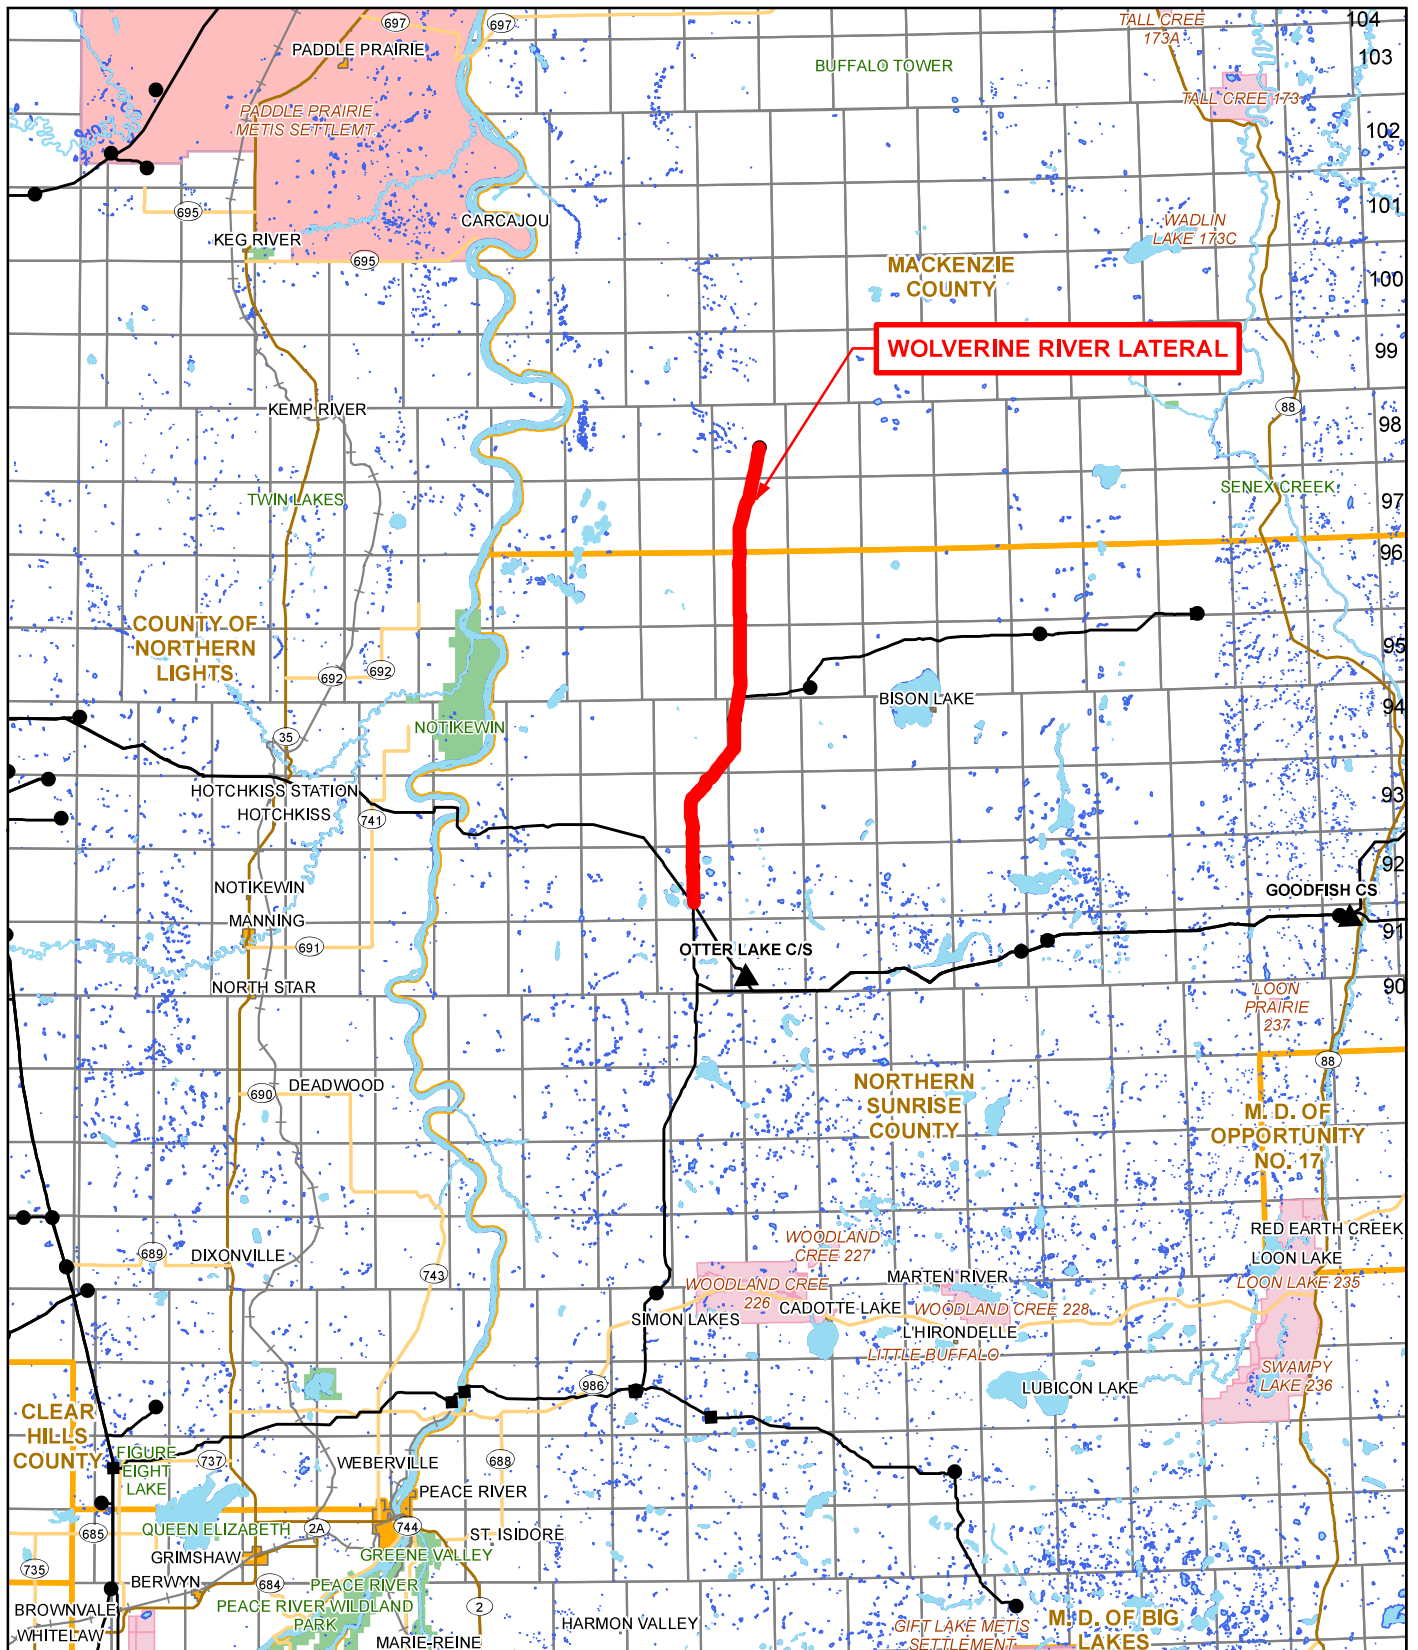 697
697
TALL CREE
173A
104
PADDLE PRAIRIE
BUFFALO TOWER
103
PADDLE PRAIRIE
METIS SETTLEMT.
TALL CREE 173
102
695
CARCAJOU
WADLIN
LAKE 173C
101
KEG RIVER
695
MACKENZIE
COUNTY
100
WOLVERINE RIVER LATERAL
99
KEMP RIVER
88
98
TWIN LAKES
SENEX CREEK
97
96
COUNTY OF
NORTHERN
LIGHTS
692
692
95
BISON LAKE
94
NOTIKEWIN
35
HOTCHKISS STATION
HOTCHKISS
741
93
92
NOTIKEWIN
GOODFISH CS
MANNING
691
91
OTTER LAKE C/S
NORTH STAR
90
LOON
PRAIRIE
237
88
DEADWOOD
690
NORTHERN
SUNRISE
COUNTY
M. D. OF
OPPORTUNITY
NO. 17
RED EARTH CREEK
WOODLAND
CREE 227
689
DIXONVILLE
LOON LAKE
743
WOODLAND CREE
226
MARTEN RIVER
LOON LAKE 235
CADOTTE LAKE
WOODLAND CREE 228
SIMON LAKES
L'HIRONDELLE
LITTLE BUFFALO
SWAMPY
LAKE 236
986
LUBICON LAKE
CLEAR
HILLS
COUNTY
FIGURE
EIGHT
LAKE
737
WEBERVILLE
688
PEACE RIVER
685
QUEEN ELIZABETH
2A
744
ST. ISIDORE
GRIMSHAW
GREENE VALLEY
735
BERWYN
684
PEACE RIVER
PEACE RIVER WILDLAND
PARK
2
BROWNVALE
WHITELAW
HARMON VALLEY
MARIE-REINE
GIFT LAKE METIS
SETTLEMENT
M. D. OF BIG
LAKES